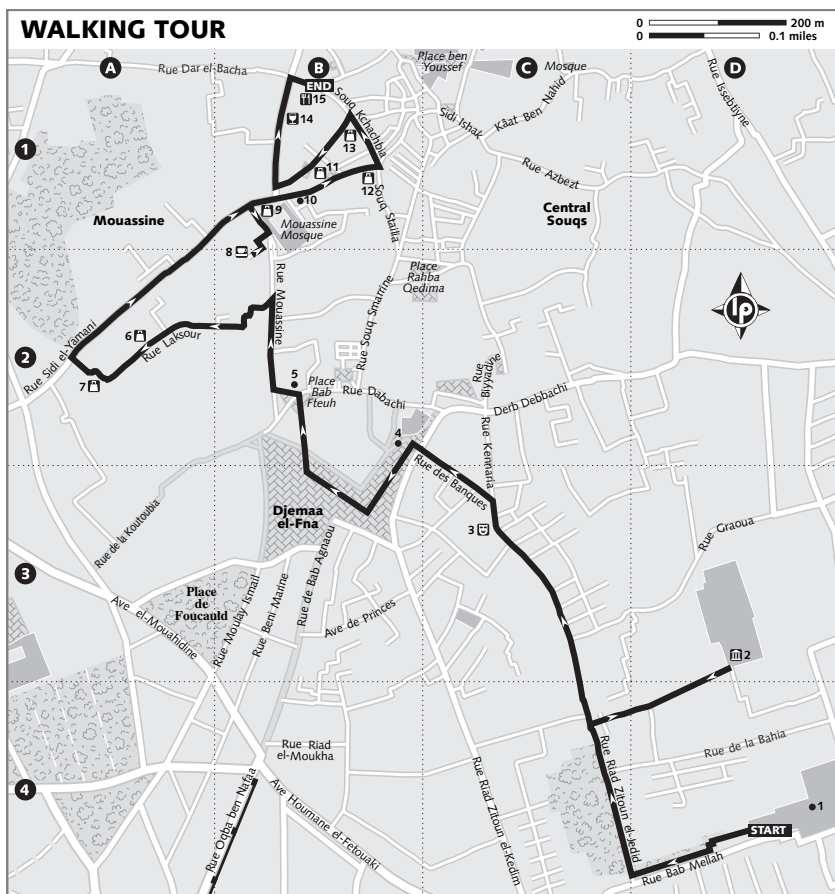 WALKING TOUR
0 200 m
0 0.1 miles
A
B
C
D
Place ben
Youssef
Mosque
Rue Dar el-Bacha
END
15
14
Souq Kchachbia
Sidi Ishak
Kâat Ben Nahid
Rue Issebtiyne
1
13
11
12
10
9
Rue Azbezt
Mouassine
Mouassine
Mosque
Souq Stailia
Central
Souqs
8
Place
Rahba
Qedima
Rue Mouassine
Rue Souq Smarrine
lp
6
Rue Laksour
Rue Sidi el-Yamani
2
7
5
Place
Bab
Fteuh
Rue Dabachi
Rue
Biyyadine
Derb Debbachi
4
Rue Kennaria
Rue des Banques
Rue de la Koutoubia
Djemaa
el-Fna
3
Rue Graoua
3
Place
de
Foucauld
Rue de Bab Agnaou
Rue Moulay Ismail
Rue Beni Marine
Ave de Princes
Ave el-Mouahidine
2
Rue Riad
el-Moukha
Rue de la Bahia
4
Rue Oqba ben Nafaa
Ave Houmane el-Fetouaki
Rue Riad Zitoun el-Kedim
Rue Riad Zitoun el-Jedid
1
START
Rue Bab Mellah